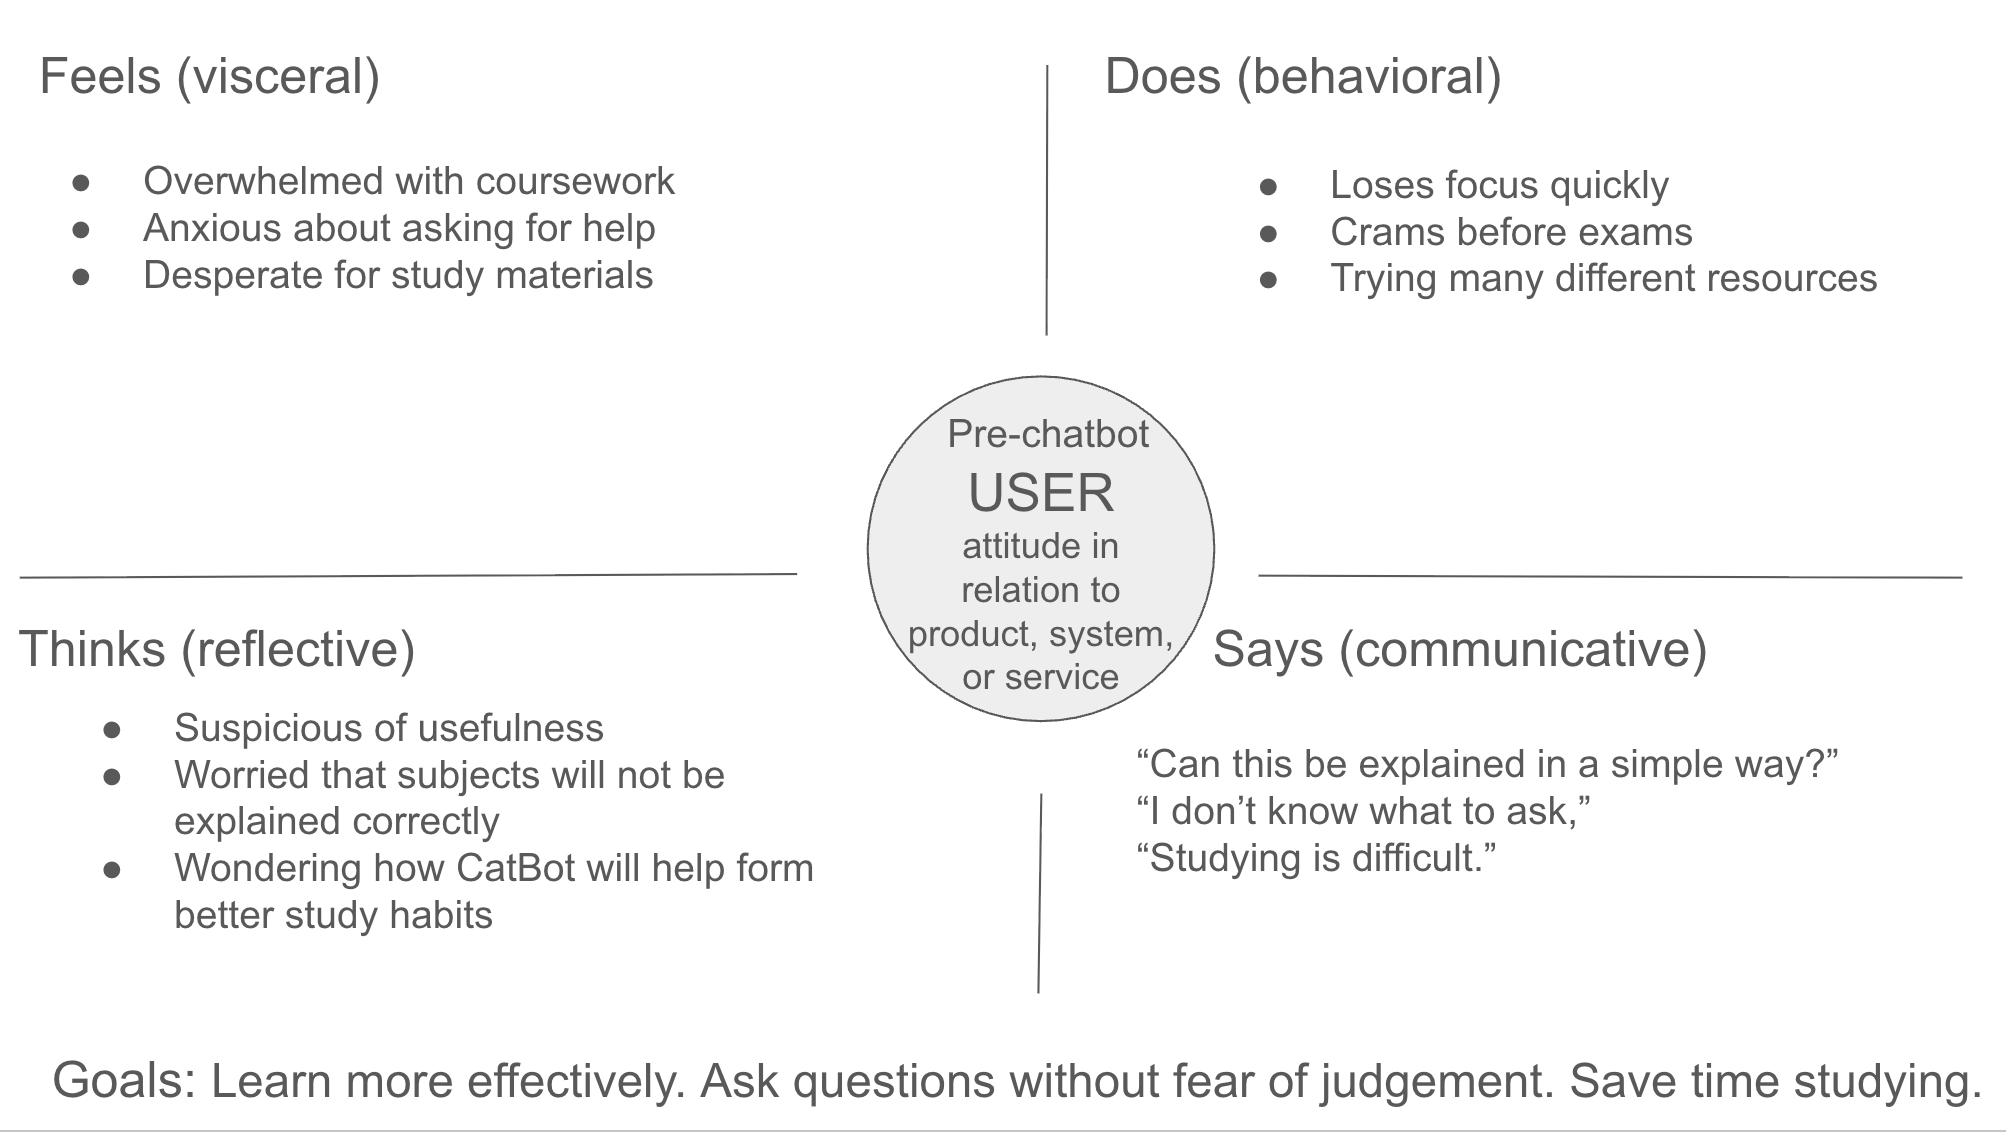 Feels (visceral)
● Overwhelmed with coursework
● Anxious about asking for help
● Desperate for study materials
Does (behavioral)
● Loses focus quickly
● Crams before exams
● Trying many different resources
Pre-chatbot
USER
attitude in
relation to
product, system,
or service
Thinks (reflective)
● Suspicious of usefulness
● Worried that subjects will not be
explained correctly
● Wondering how CatBot will help form
better study habits
Says (communicative)
“Can this be explained in a simple way?”
“I don’t know what to ask,”
“Studying is difficult.”
Goals: Learn more effectively. Ask questions without fear of judgement. Save time studying.